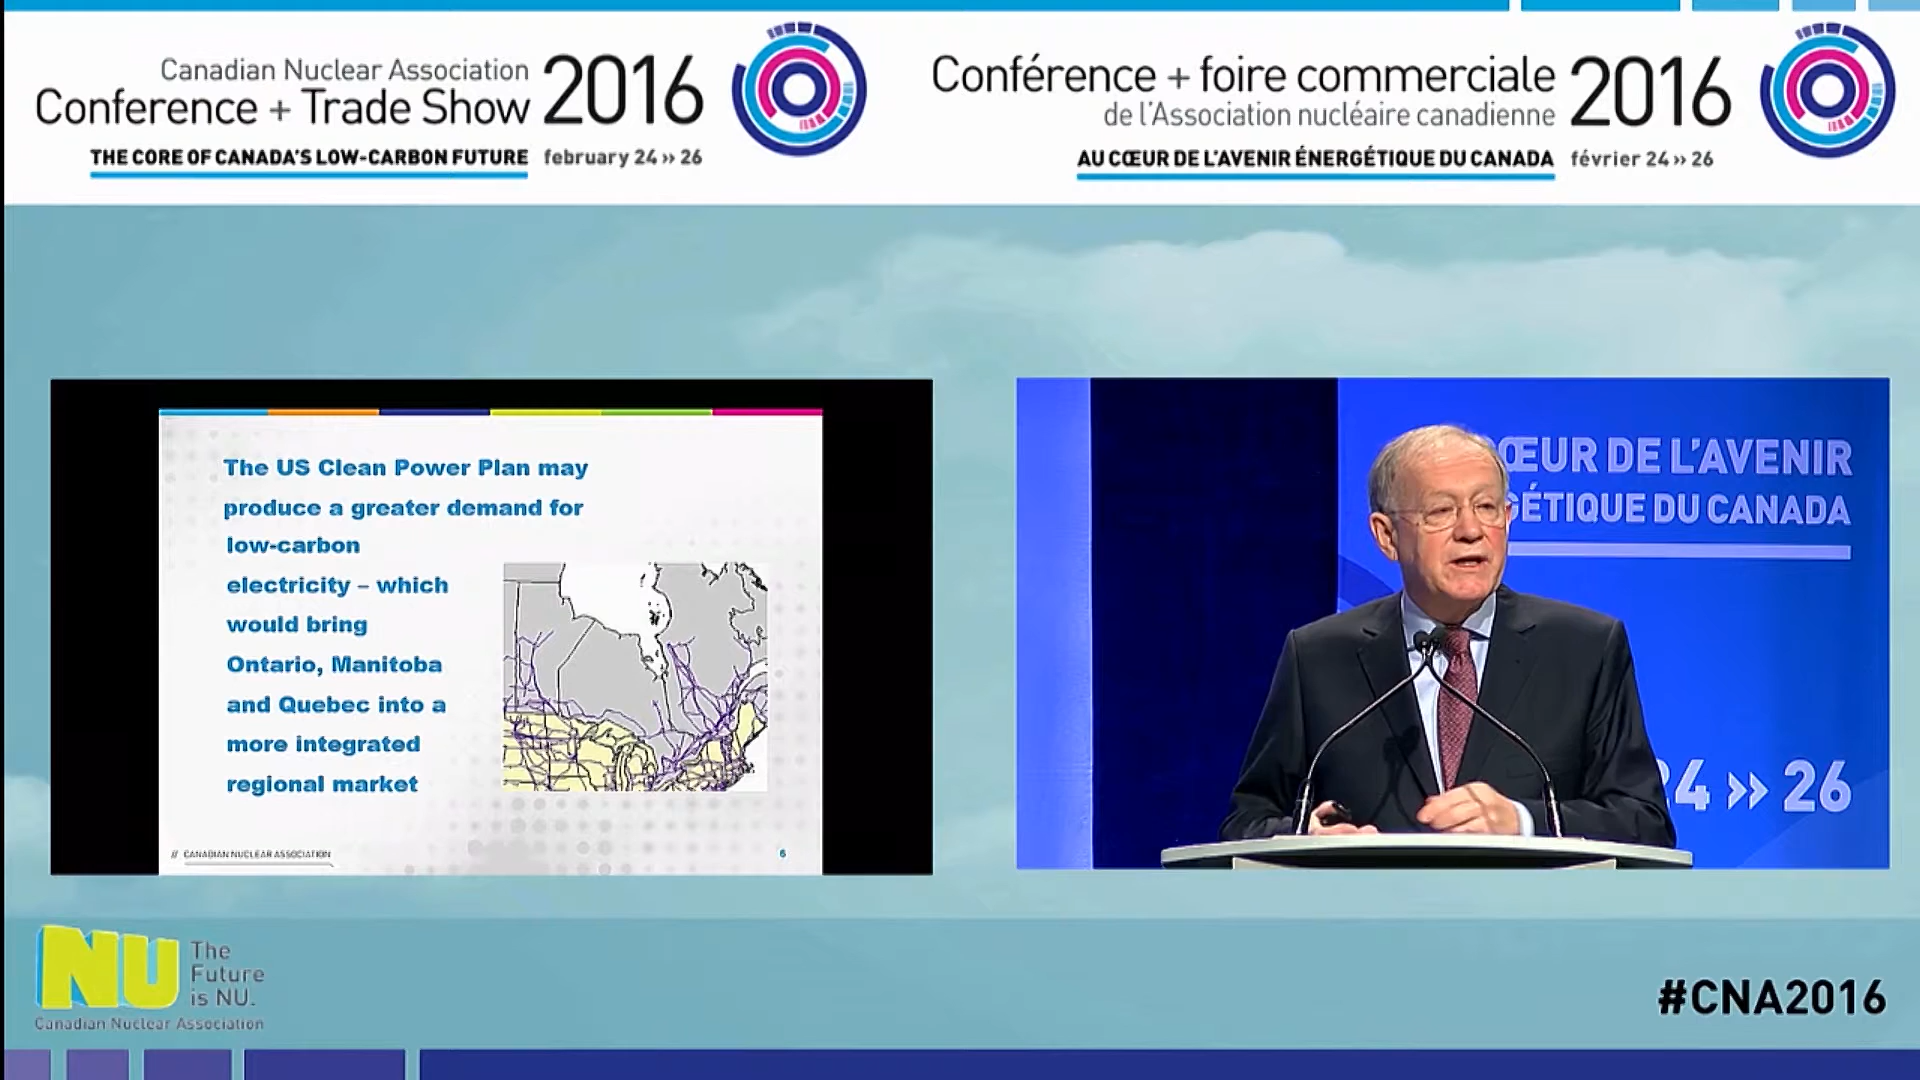 Canadian Nuclear Association
Conference + Trade Show 2016
THE CORE OF CANADA'S LOW-CARBON FUTURE february 24 » 26
Conférence + foire commerciale 2016
de l'Association nucléaire canadienne
AU CŒUR DE L'AVENIR ÉNERGÉTIQUE DU CANADA février 24 » 26
The US Clean Power Plan may
produce a greater demand for
low-carbon
electricity – which
would bring
Ontario, Manitoba
and Quebec into a
more integrated
regional market
// CANADIAN NUCLEAR ASSOCIATION
6
ŒUR DE L'AVENIR
GÉTIQUE DU CANADA
24 » 26
NU The
Future
is NU.
Canadian Nuclear Association
#CNA2016